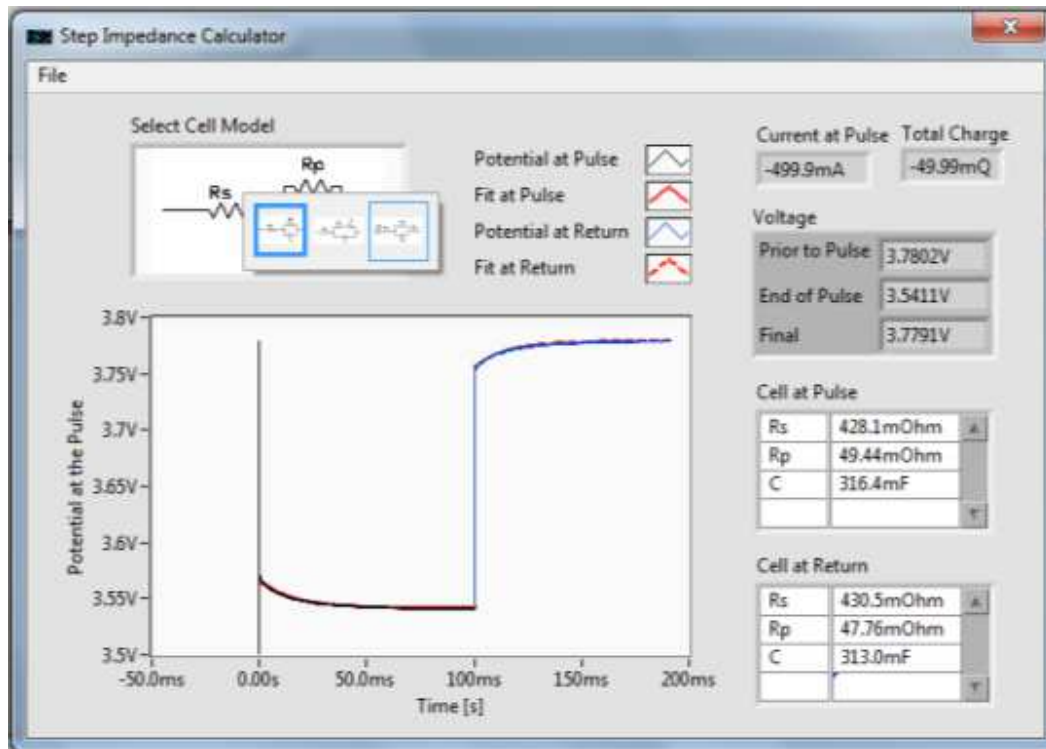 Step Impedance Calculator
File
Select Cell Model
Rs
Rp
Potential at Pulse
Fit at Pulse
Potential at Return
Fit at Return
Current at Pulse Total Charge
-499.9mA -49.99mQ
Voltage
Prior to Pulse 3.7802V
End of Pulse 3.5411V
Final 3.7791V
Cell at Pulse
Rs 428.1mOhm
Rp 49.44mOhm
C 316.4mF
Cell at Return
Rs 430.5mOhm
Rp 47.76mOhm
C 313.0mF
Potential at the Pulse
3.8V
3.75V
3.7V
3.65V
3.6V
3.55V
3.5V
-50.0ms 0.00s 50.0ms 100ms 150ms 200ms
Time [s]